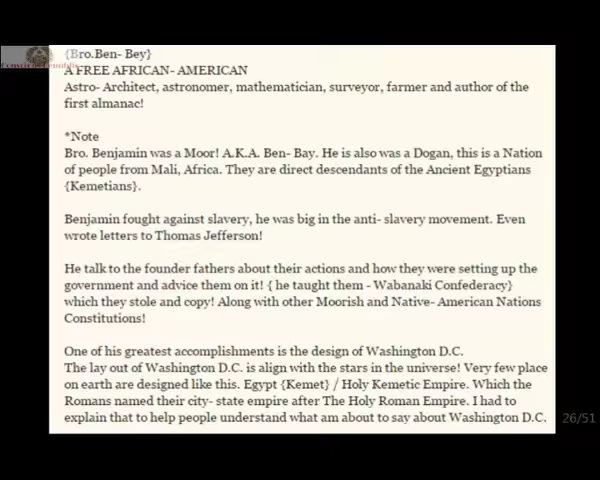 {Bro.Ben- Bey}
A FREE AFRICAN- AMERICAN
Astro- Architect, astronomer, mathematician, surveyor, farmer and author of the
first almanac!
*Note
Bro. Benjamin was a Moor! A.K.A. Ben- Bay. He is also was a Dogan, this is a Nation
of people from Mali, Africa. They are direct descendants of the Ancient Egyptians
{Kemetians}.
Benjamin fought against slavery, he was big in the anti- slavery movement. Even
wrote letters to Thomas Jefferson!
He talk to the founder fathers about their actions and how they were setting up the
government and advice them on it! { he taught them - Wabanaki Confederacy}
which they stole and copy! Along with other Moorish and Native- American Nations
Constitutions!
One of his greatest accomplishments is the design of Washington D.C.
The lay out of Washington D.C. is align with the stars in the universe! Very few place
on earth are designed like this. Egypt {Kemet} / Holy Kemetic Empire. Which the
Romans named their city- state empire after The Holy Roman Empire. I had to
explain that to help people understand what am about to say about Washington D.C.
26/51